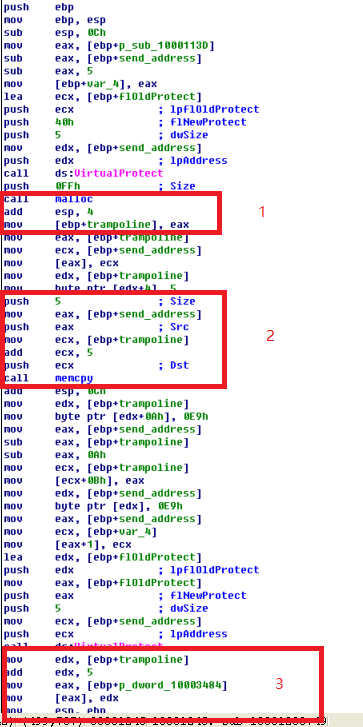 push ebp
mov ebp, esp
sub esp, 0Ch
mov eax, [ebp+p_sub_1000113D]
sub eax, [ebp+send_address]
sub eax, 5
mov [ebp+var_4], eax
lea ecx, [ebp+flOldProtect]
push ecx ; lpflOldProtect
push 40h ; flNewProtect
push 5 ; dwSize
mov edx, [ebp+send_address]
push edx ; lpAddress
call ds:VirtualProtect
push 0FFh ; Size
call malloc
add esp, 4
mov [ebp+trampoline], eax
1
mov eax, [ebp+trampoline]
mov ecx, [ebp+send_address]
mov [eax], ecx
mov edx, [ebp+trampoline]
mov byte ptr [edx+4], 5
push 5 ; Size
mov eax, [ebp+send_address]
push eax ; Src
mov ecx, [ebp+trampoline]
add ecx, 5
push ecx ; Dst
call memcpy
2
add esp, 0Ch
mov edx, [ebp+trampoline]
mov byte ptr [edx+0Ah], 0E9h
mov eax, [ebp+send_address]
sub eax, [ebp+trampoline]
sub eax, 0Ah
mov ecx, [ebp+trampoline]
mov [ecx+0Bh], eax
mov edx, [ebp+send_address]
mov byte ptr [edx], 0E9h
mov eax, [ebp+send_address]
mov ecx, [ebp+var_4]
mov [eax+1], ecx
lea edx, [ebp+flOldProtect]
push edx ; lpflOldProtect
mov eax, [ebp+flOldProtect]
push eax ; flNewProtect
push 5 ; dwSize
mov ecx, [ebp+send_address]
push ecx ; lpAddress
call ds:VirtualProtect
mov edx, [ebp+trampoline]
add edx, 5
mov eax, [ebp+p_dword_10003484]
mov [eax], edx
mov esp, ebp
3